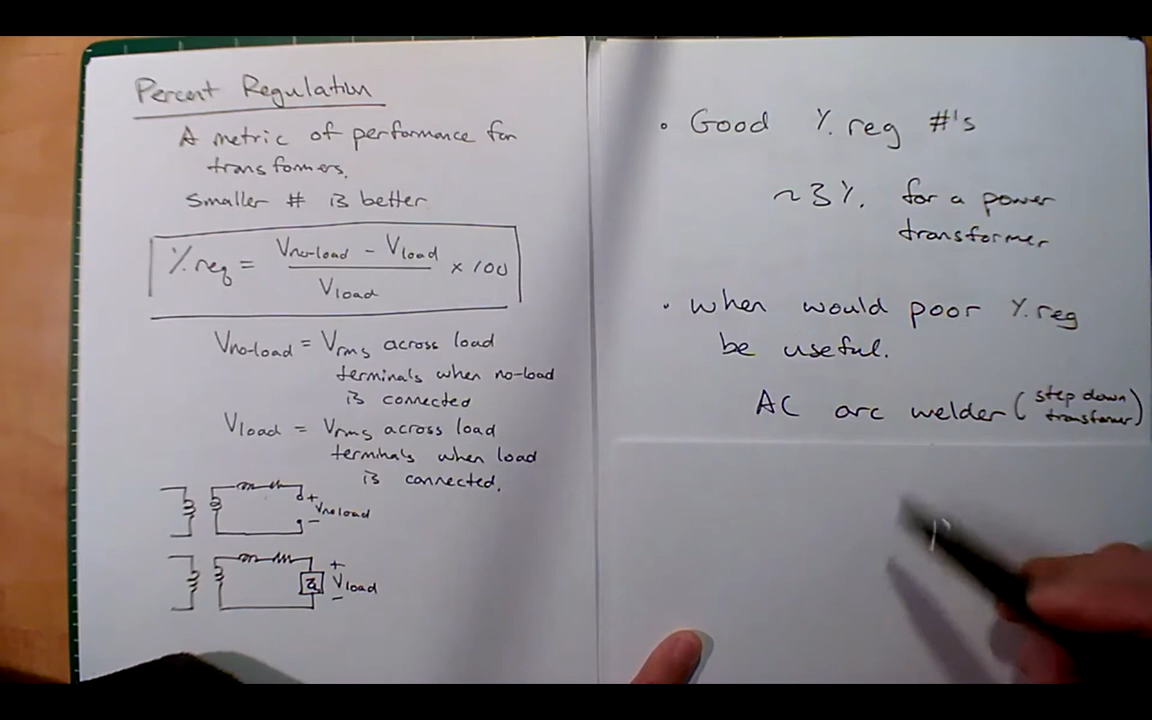 Percent Regulation
A metric of performance for
transformers.
Smaller # is better
% reg = Vno-load - Vload / Vload × 100
Vno-load = Vrms across load
terminals when no-load
is connected
Vload = Vrms across load
terminals when load
is connected.
+ Vno load -
+ Vload -
• Good % reg #'s
~3% for a power
transformer
• When would poor % reg
be useful.
AC arc welder (step down
transformer)